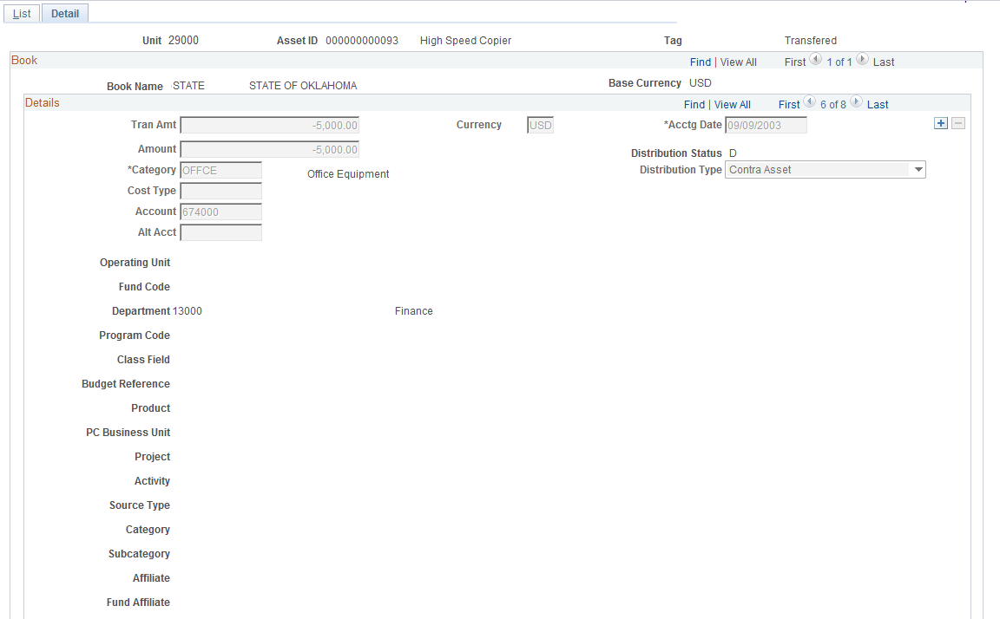 List Detail
Unit 29000 Asset ID 000000000093 High Speed Copier Tag Transfered
Book Find | View All First 1 of 1 Last
Book Name STATE STATE OF OKLAHOMA Base Currency USD
Details Find | View All First 6 of 8 Last
Tran Amt -5,000.00 Currency USD *Acctg Date 09/09/2003
Amount -5,000.00 Distribution Status D
*Category OFFCE Office Equipment Distribution Type Contra Asset
Cost Type
Account 674000
Alt Acct
Operating Unit
Fund Code
Department 13000 Finance
Program Code
Class Field
Budget Reference
Product
PC Business Unit
Project
Activity
Source Type
Category
Subcategory
Affiliate
Fund Affiliate